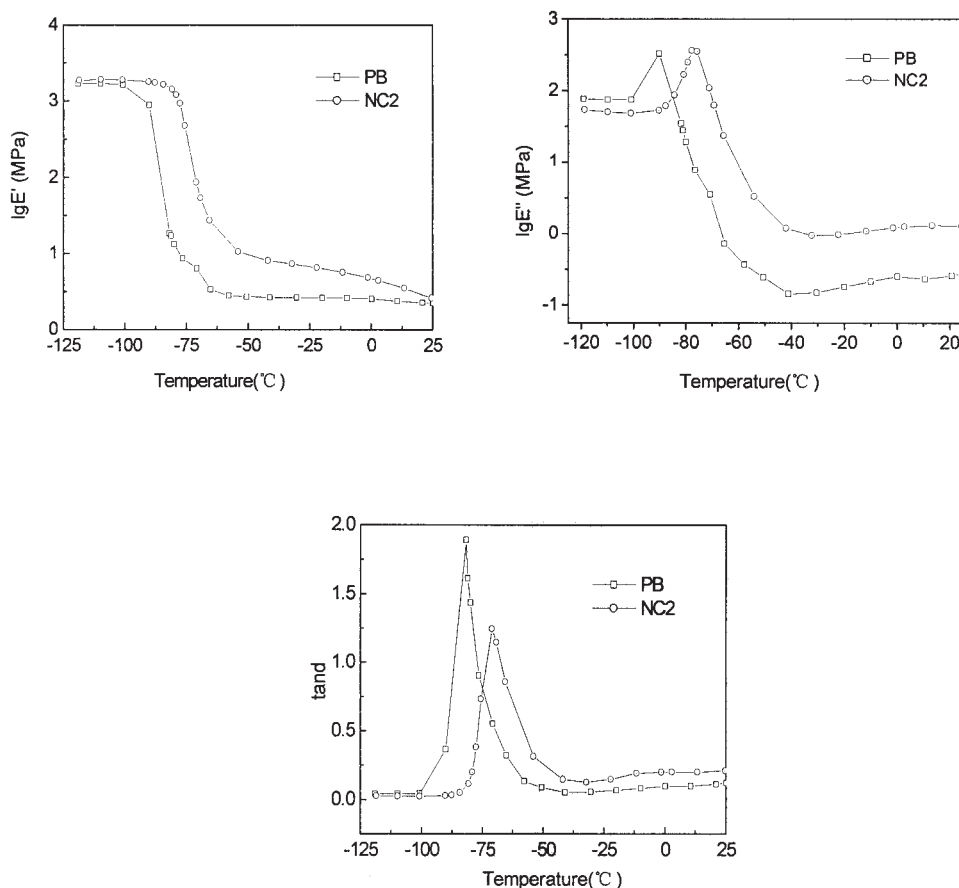 4
3
2
1
0
lgE' (MPa)
PB
NC2
-125 -100 -75 -50 -25 0 25
Temperature(℃)
3
2
1
0
-1
lgE" (MPa)
PB
NC2
-120 -100 -80 -60 -40 -20 0 20
Temperature(℃)
2.0
1.5
1.0
0.5
0.0
tand
PB
NC2
-125 -100 -75 -50 -25 0 25
Temperature(℃)